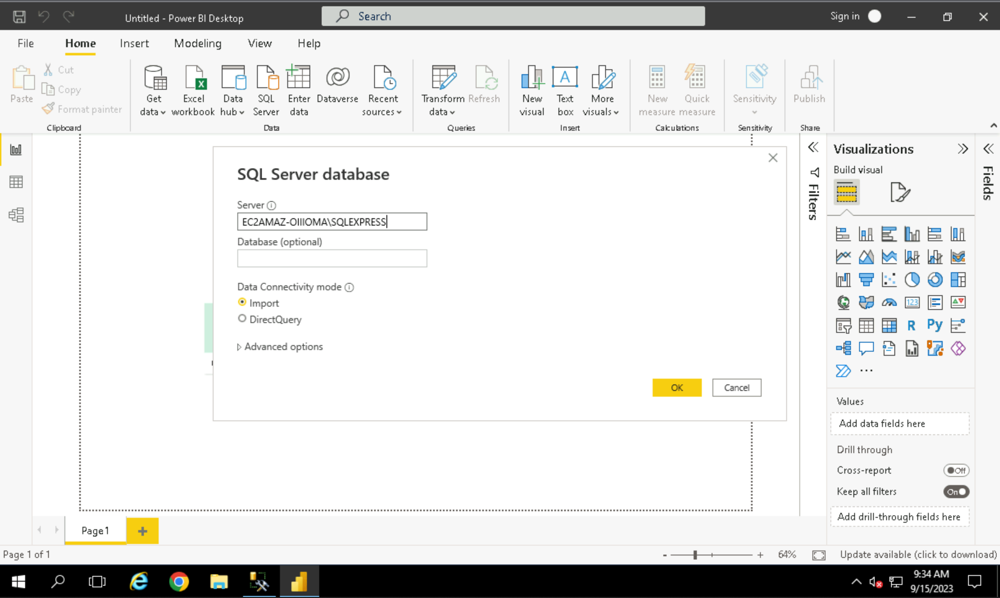 Untitled - Power BI Desktop
Search
Sign in
File
Home
Insert
Modeling
View
Help
Paste
Cut
Copy
Format painter
Clipboard
Get data
Excel workbook
Data hub
SQL Server
Enter data
Dataverse
Recent sources
Data
Transform data
Refresh
Queries
New visual
Text box
More visuals
Insert
New measure
Quick measure
Calculations
Sensitivity
Sensitivity
Publish
Share
SQL Server database
Server
EC2AMAZ-OIIIOMA\SQLEXPRESS
Database (optional)
Data Connectivity mode
Import
DirectQuery
Advanced options
OK
Cancel
Filters
Visualizations
Build visual
123
R
Py
Values
Add data fields here
Drill through
Cross-report
Off
Keep all filters
On
Add drill-through fields here
Fields
Page 1
Page 1 of 1
64%
Update available (click to download)
9:34 AM
9/15/2023